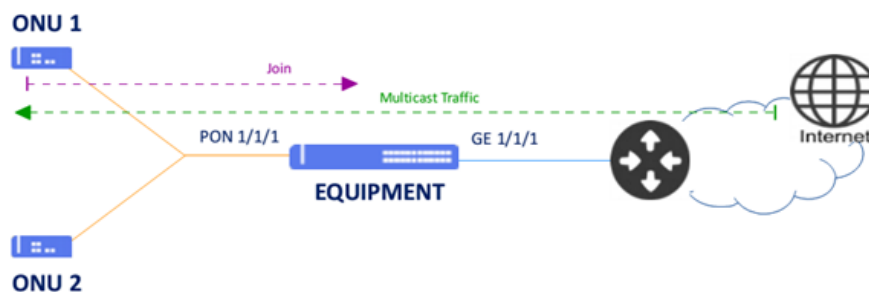 ONU 1
Join
Multicast Traffic
Internet
PON 1/1/1
GE 1/1/1
EQUIPMENT
ONU 2